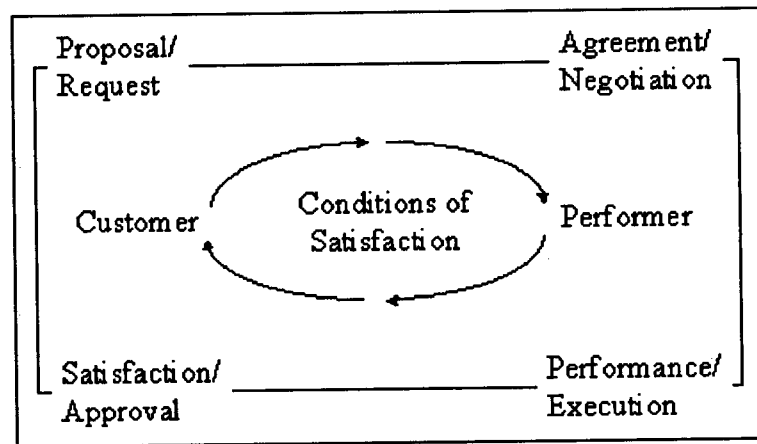 Proposal/
Request
Agreement/
Negotiation
Customer
Conditions of
Satisfaction
Performer
Satisfaction/
Approval
Performance/
Execution